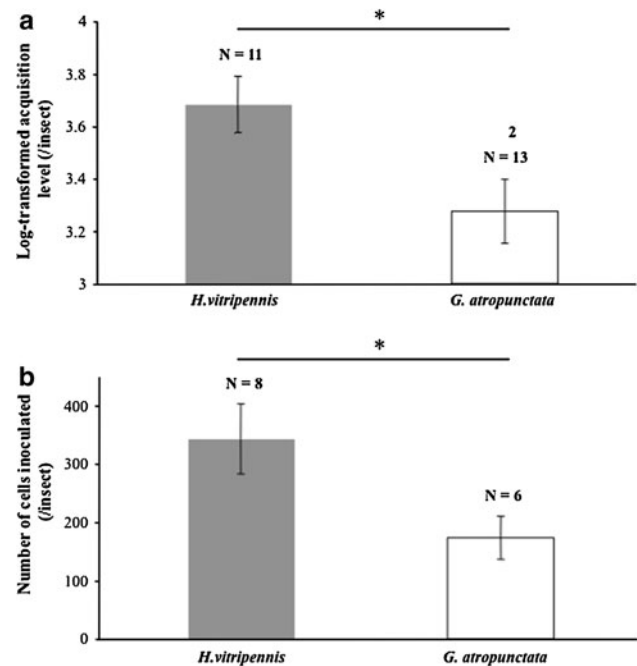 a
*
4
N = 11
3.8
2
3.6
N = 13
3.4
3.2
3
Log-transformed acquisition
level (/insect)
H.vitripennis
G. atropunctata
b
*
N = 8
400
300
N = 6
200
100
0
Number of cells inoculated
(/insect)
H.vitripennis
G. atropunctata